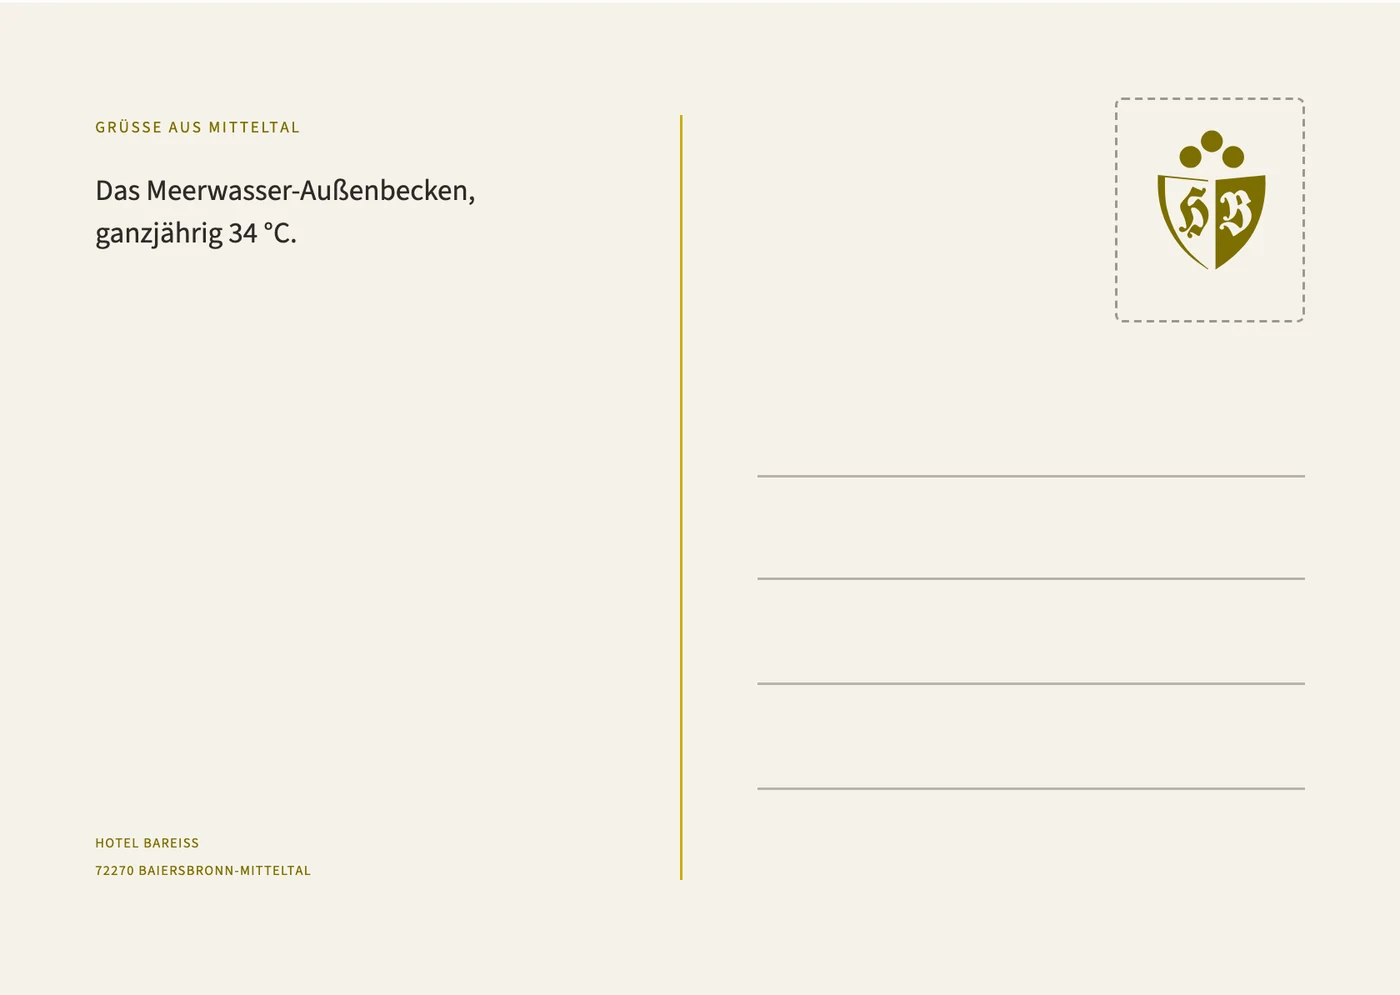 GRÜSSE AUS MITTELTAL
Das Meerwasser-Außenbecken,
ganzjährig 34 °C.
HB
HOTEL BAREISS
72270 BAIERSBRONN-MITTELTAL